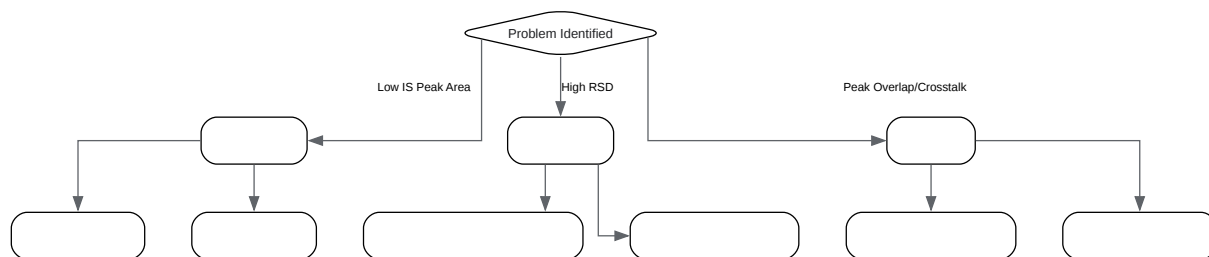 Problem Identified
Low IS Peak Area
High RSD
Peak Overlap/Crosstalk